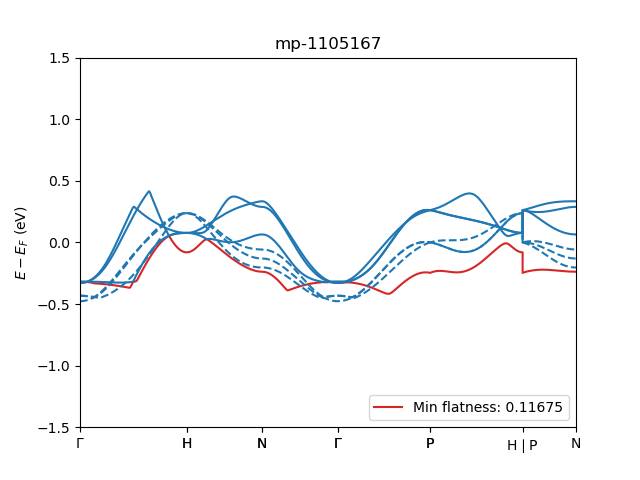 mp-1105167
E − E_F (eV)
1.5
1.0
0.5
0.0
−0.5
−1.0
−1.5
Min flatness: 0.11675
Γ H N Γ P H | P N